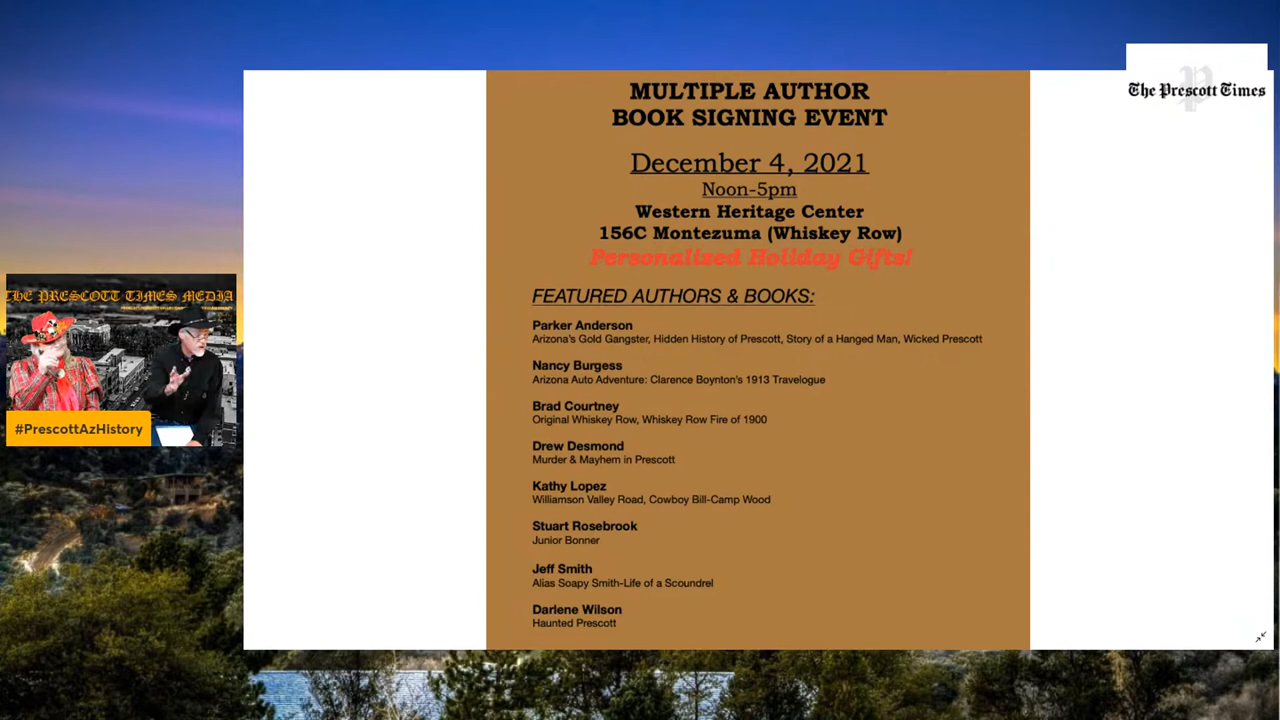 MULTIPLE AUTHOR
BOOK SIGNING EVENT
December 4, 2021
Noon-5pm
Western Heritage Center
156C Montezuma (Whiskey Row)
Personalized Holiday Gifts!
FEATURED AUTHORS & BOOKS:
Parker Anderson
Arizona's Gold Gangster, Hidden History of Prescott, Story of a Hanged Man, Wicked Prescott
Nancy Burgess
Arizona Auto Adventure: Clarence Boynton's 1913 Travelogue
Brad Courtney
Original Whiskey Row, Whiskey Row Fire of 1900
Drew Desmond
Murder & Mayhem in Prescott
Kathy Lopez
Williamson Valley Road, Cowboy Bill-Camp Wood
Stuart Rosebrook
Junior Bonner
Jeff Smith
Alias Soapy Smith-Life of a Scoundrel
Darlene Wilson
Haunted Prescott
The Prescott Times
THE PRESCOTT TIMES MEDIA
#PrescottAzHistory